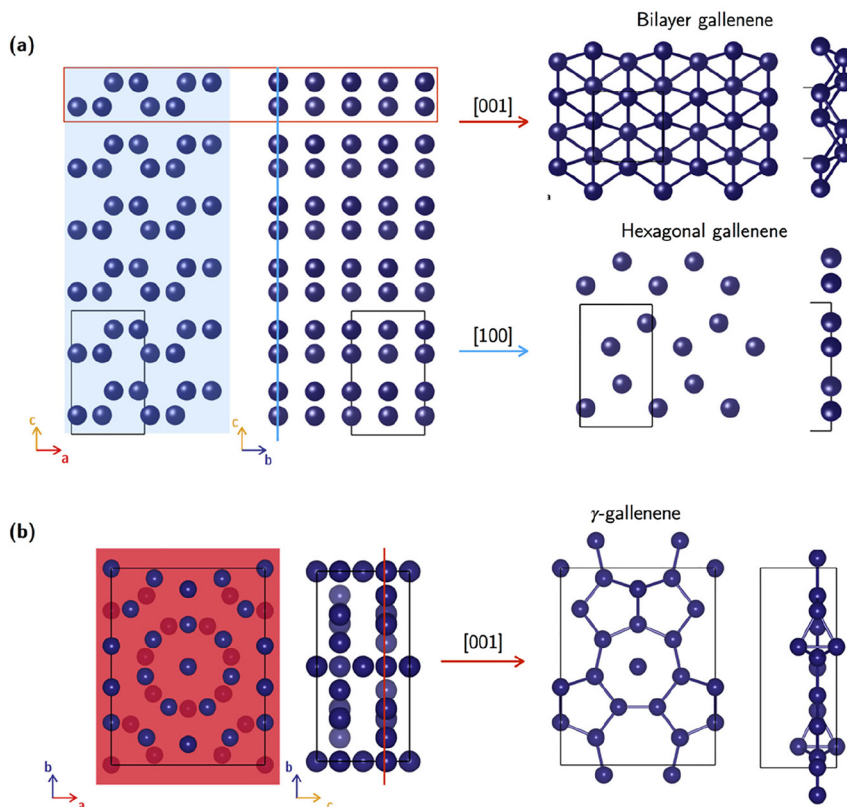 Bilayer gallenene
(a)
[001]
a
Hexagonal gallenene
[100]
c
a
c
b
(b)
γ-gallenene
[001]
b
a
b
c